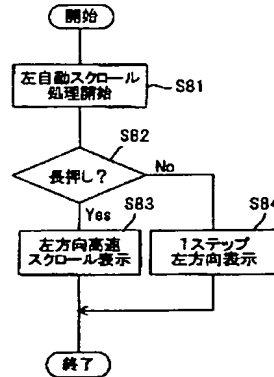 開始
左自動スクロール
処理開始
S81
S82
長押し?
No
Yes
S83
S84
左方向高速
スクロール表示
1ステップ
左方向表示
終了